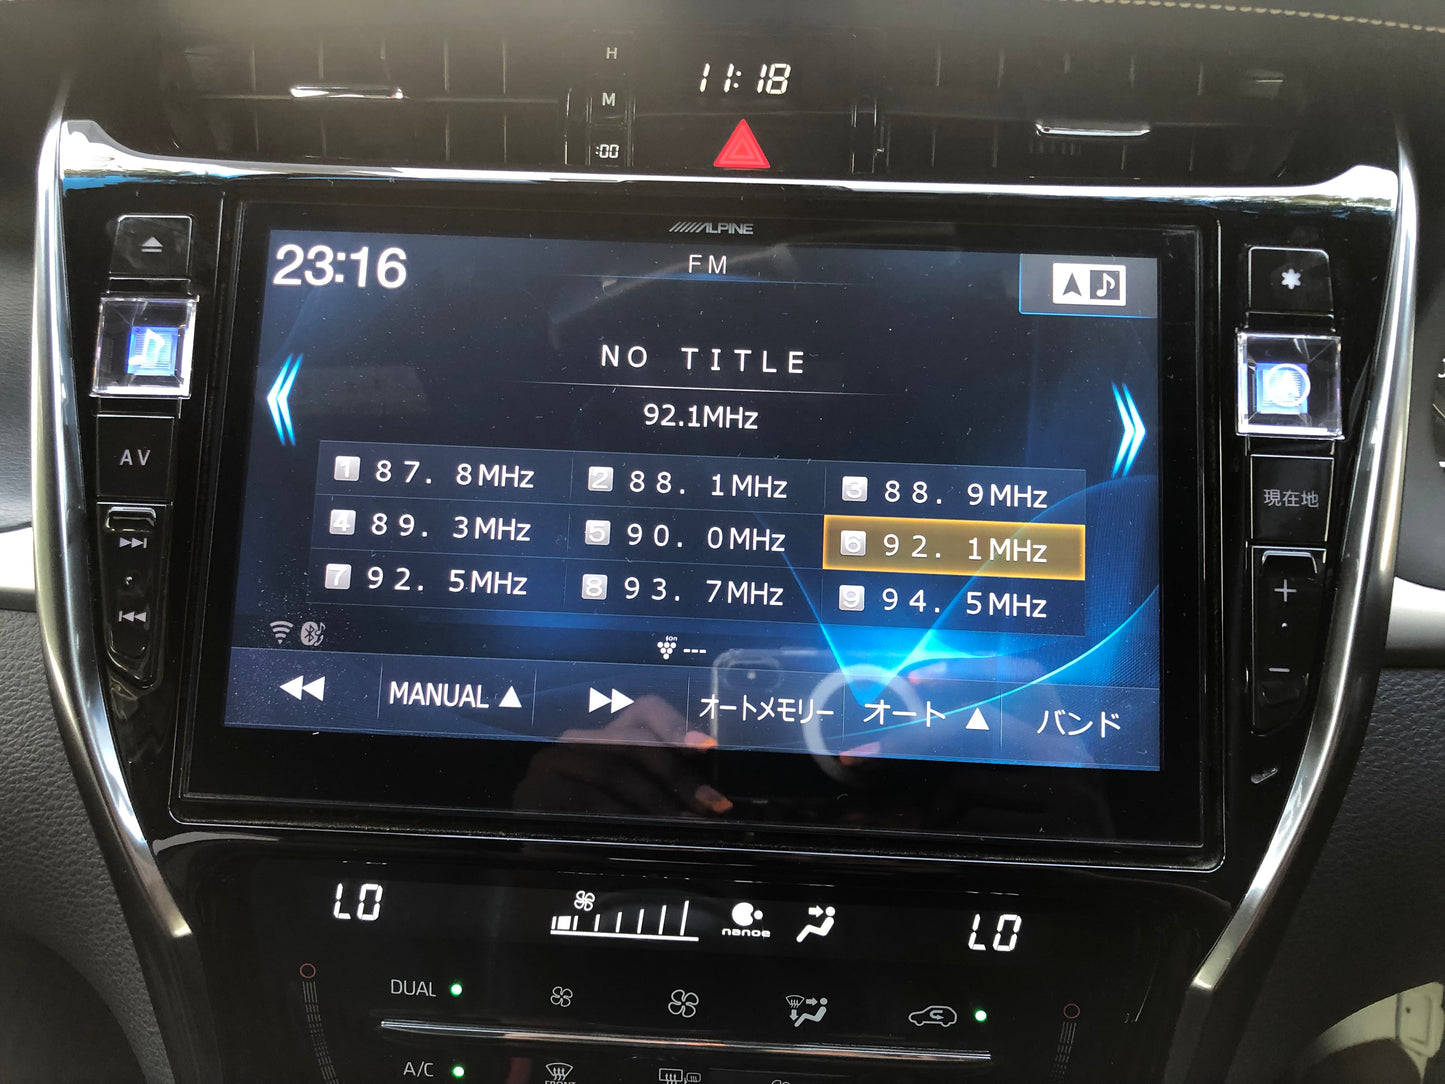 H
11:18
M
:00
ALPINE
23:16
FM
NO TITLE
92.1MHz
1 87.8MHz 2 88.1MHz 3 88.9MHz
4 89.3MHz 5 90.0MHz 6 92.1MHz
7 92.5MHz 8 93.7MHz 9 94.5MHz
ion
---
MANUAL ▲ オートメモリー オート ▲ バンド
AV
現在地
+
−
LO nanoe LO
DUAL
A/C
FRONT